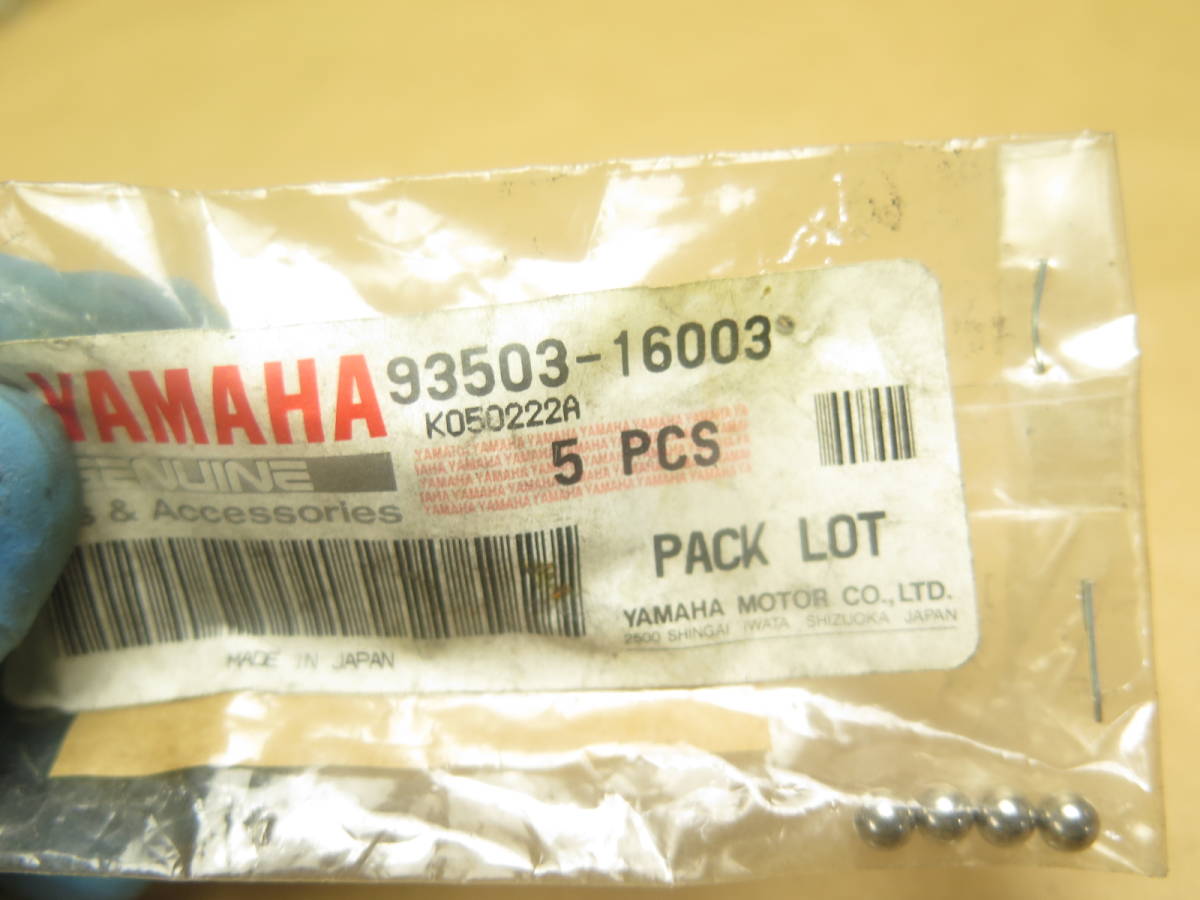 YAMAHA 93503-16003
K050222A
GENUINE
5 PCS
& Accessories
PACK LOT
YAMAHA MOTOR CO., LTD.
2500 SHINGAI IWATA SHIZUOKA JAPAN
MADE IN JAPAN